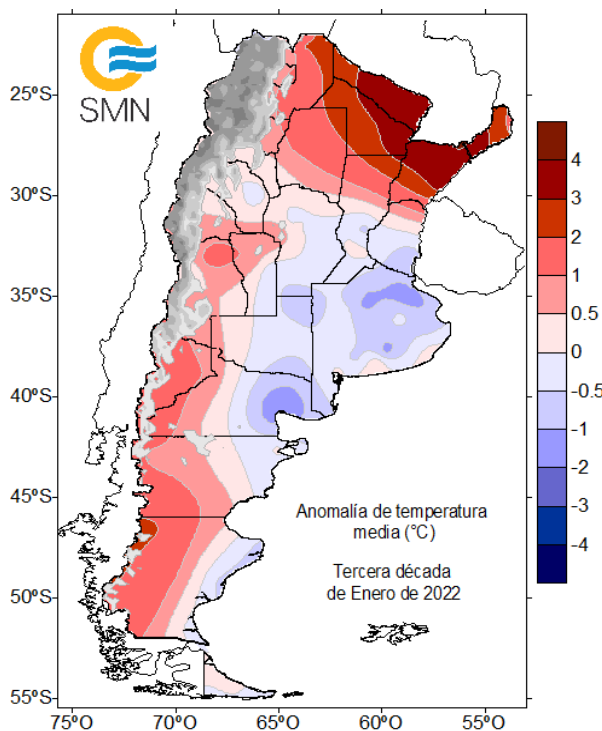 SMN
25ºS
30ºS
35ºS
40ºS
45ºS
50ºS
55ºS
75ºO
70ºO
65ºO
60ºO
55ºO
4
3
2
1
0.5
0
-0.5
-1
-2
-3
-4
Anomalía de temperatura
media (°C)
Tercera década
de Enero de 2022